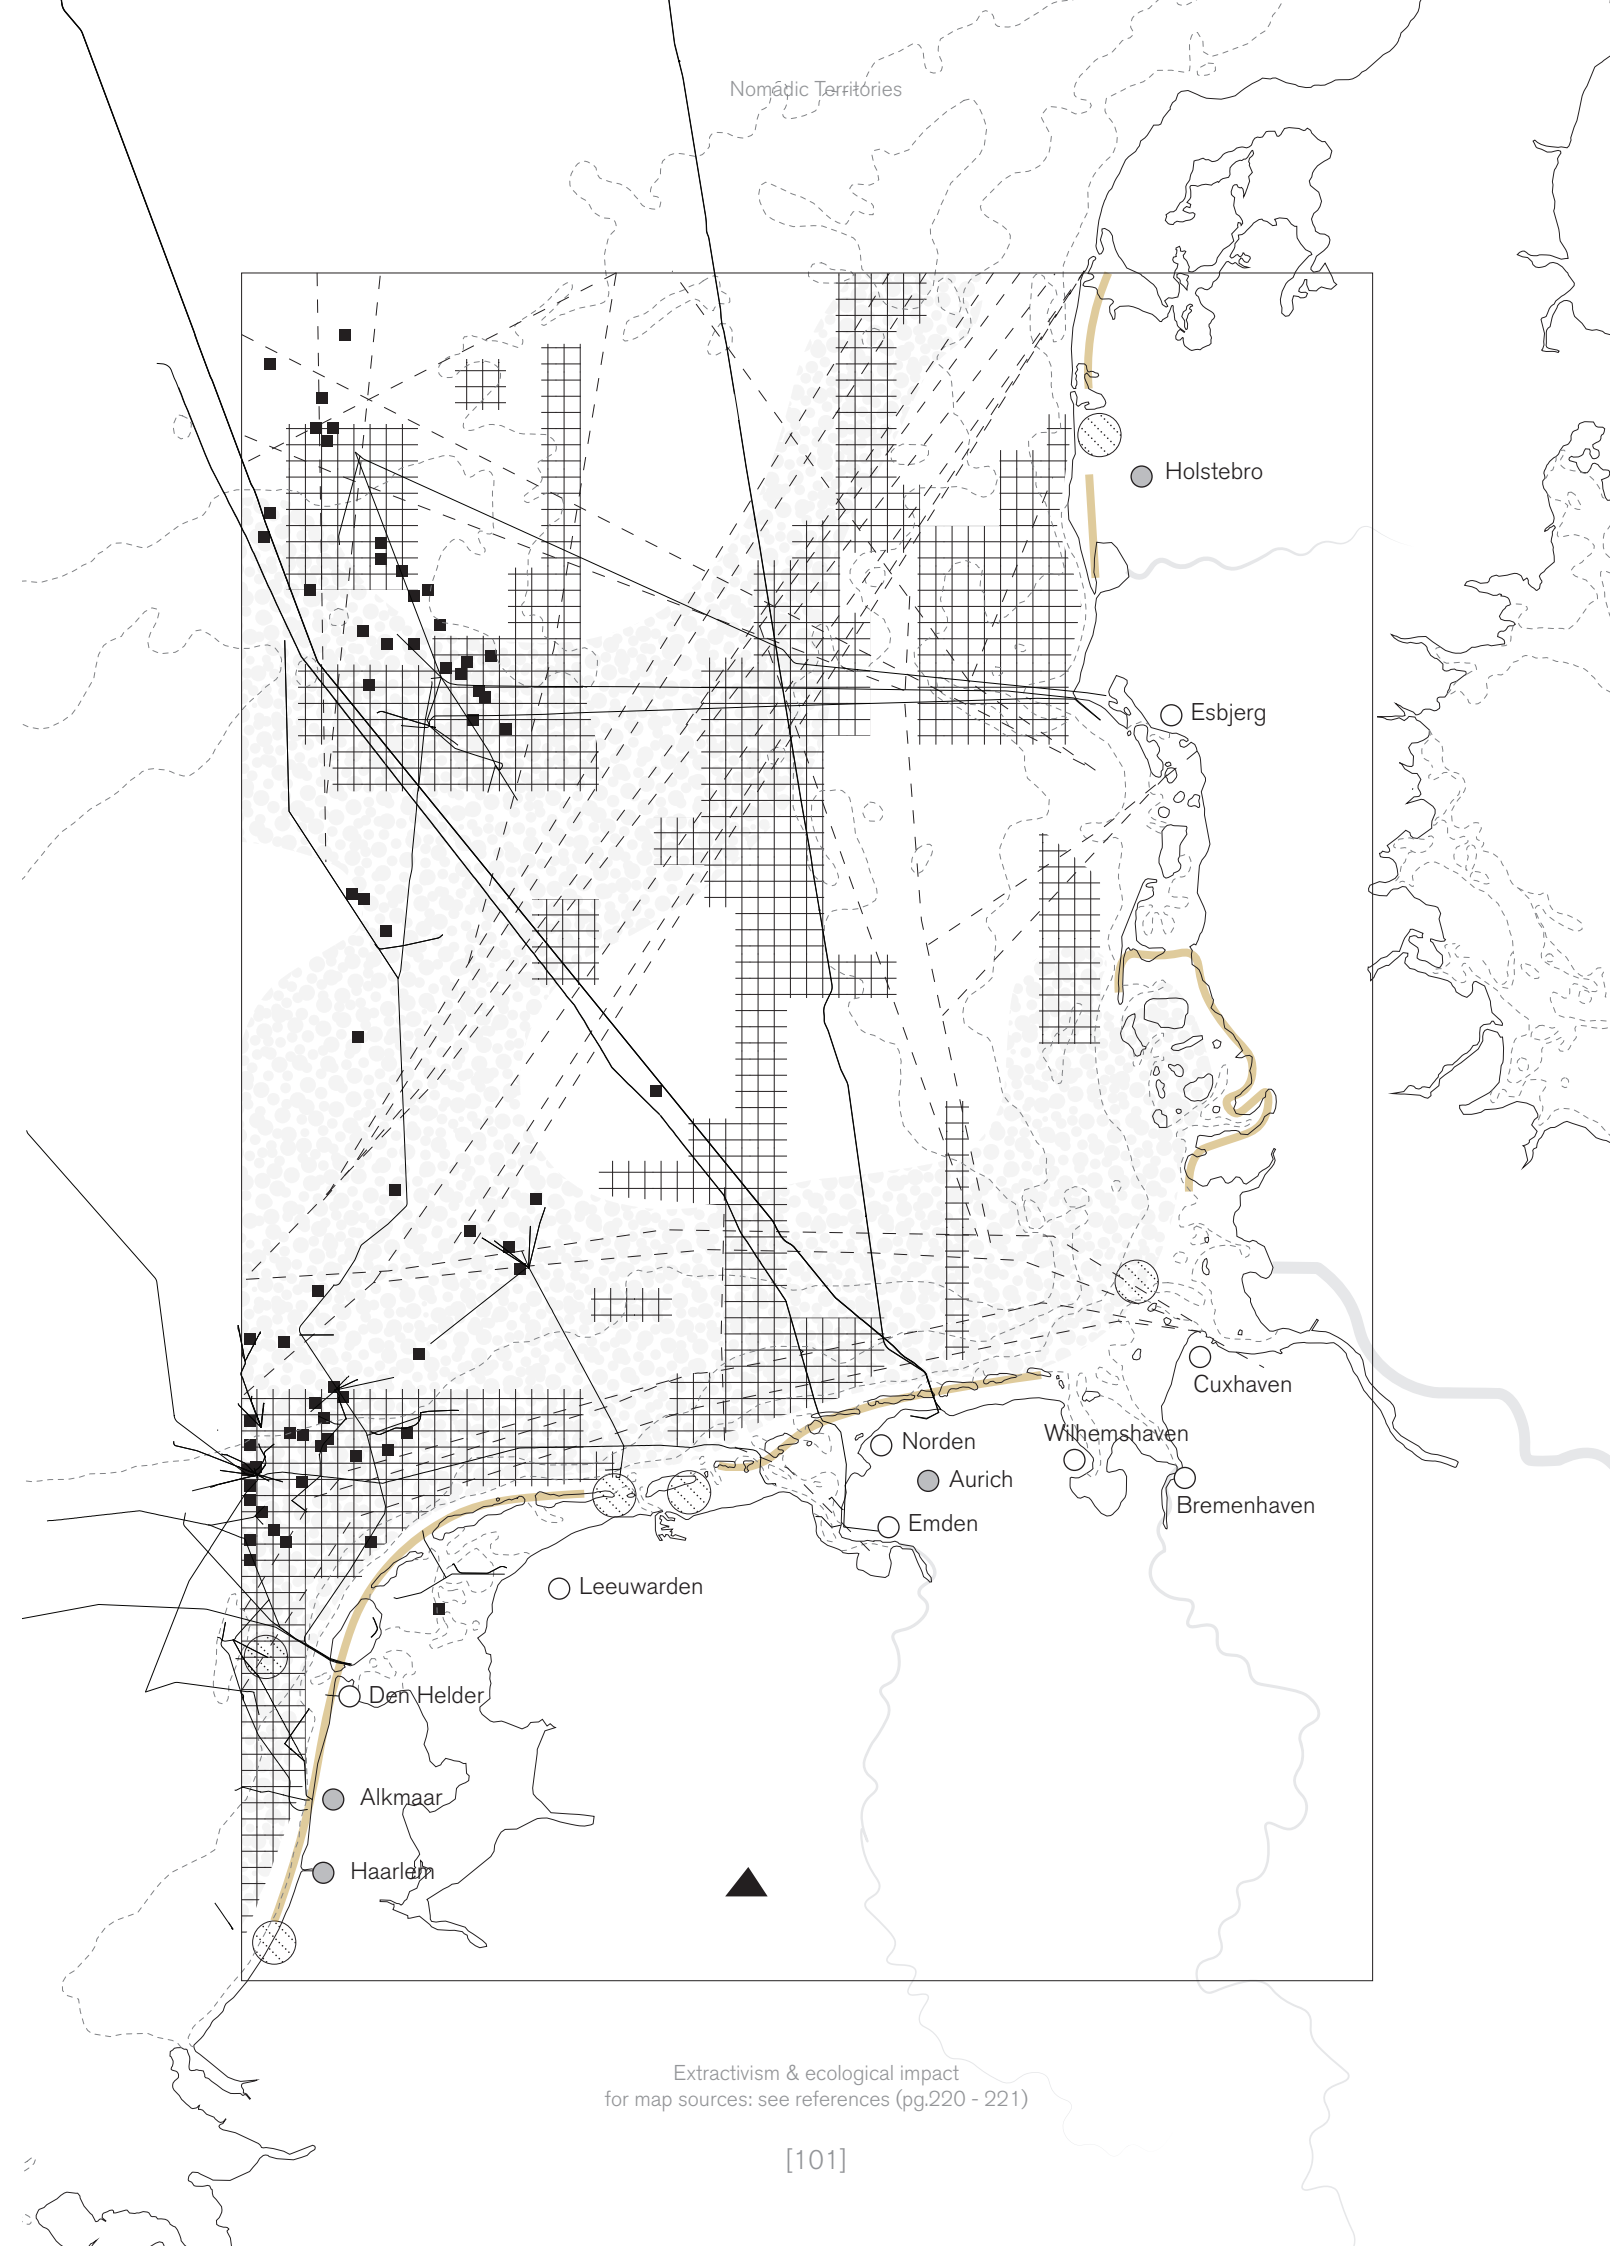 Nomadic Territories
Holstebro
Esbjerg
Cuxhaven
Wilhemshaven
Norden
Aurich
Bremenhaven
Emden
Leeuwarden
Den Helder
Alkmaar
Haarlem
Extractivism & ecological impact
for map sources: see references (pg.220 - 221)
[101]